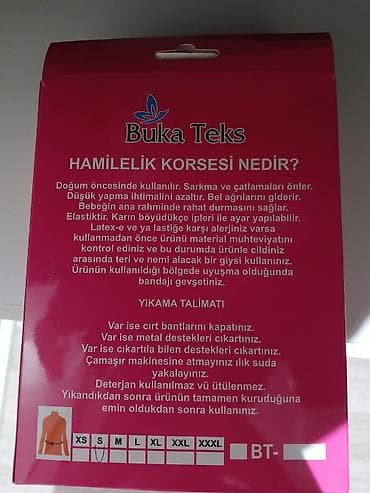 Buka Teks
HAMİLELİK KORSESİ NEDİR?
Doğum öncesinde kullanılır. Sarkma ve çatlamaları önler.
Düşük yapma ihtimalini azaltır. Bel ağrılarını giderir.
Bebeğin ana rahminde rahat durmasını sağlar.
Elastiktir. Karın büyüdükçe ipleri ile ayar yapılabilir.
Latex-e ve ya lastiğe karşı alerjiniz varsa
kullanmadan önce ürünü material muhteviyatını
kontrol ediniz ve bu durumda ürünle cildiniz
arasında teri ve nemi alacak bir giysi kullanınız.
Ürünün kullanıldığı bölgede uyuşma olduğunda
bandajı gevşetiniz.
YIKAMA TALİMATI
Var ise cırt bantlarını kapatınız.
Var ise metal destekleri cıkartınız.
Var ise cıkartıla bilen destekleri cıkartınız.
Çamaşır makinesine atmayınız ılık suda
yakalayınız.
Deterjan kullanılmaz vü ütülenmez.
Yıkandıkdan sonra ürünün tamamen kuruduğuna
emin oldukdan sonra kullanınız.
XS S M L XL XXL XXXL
BT-